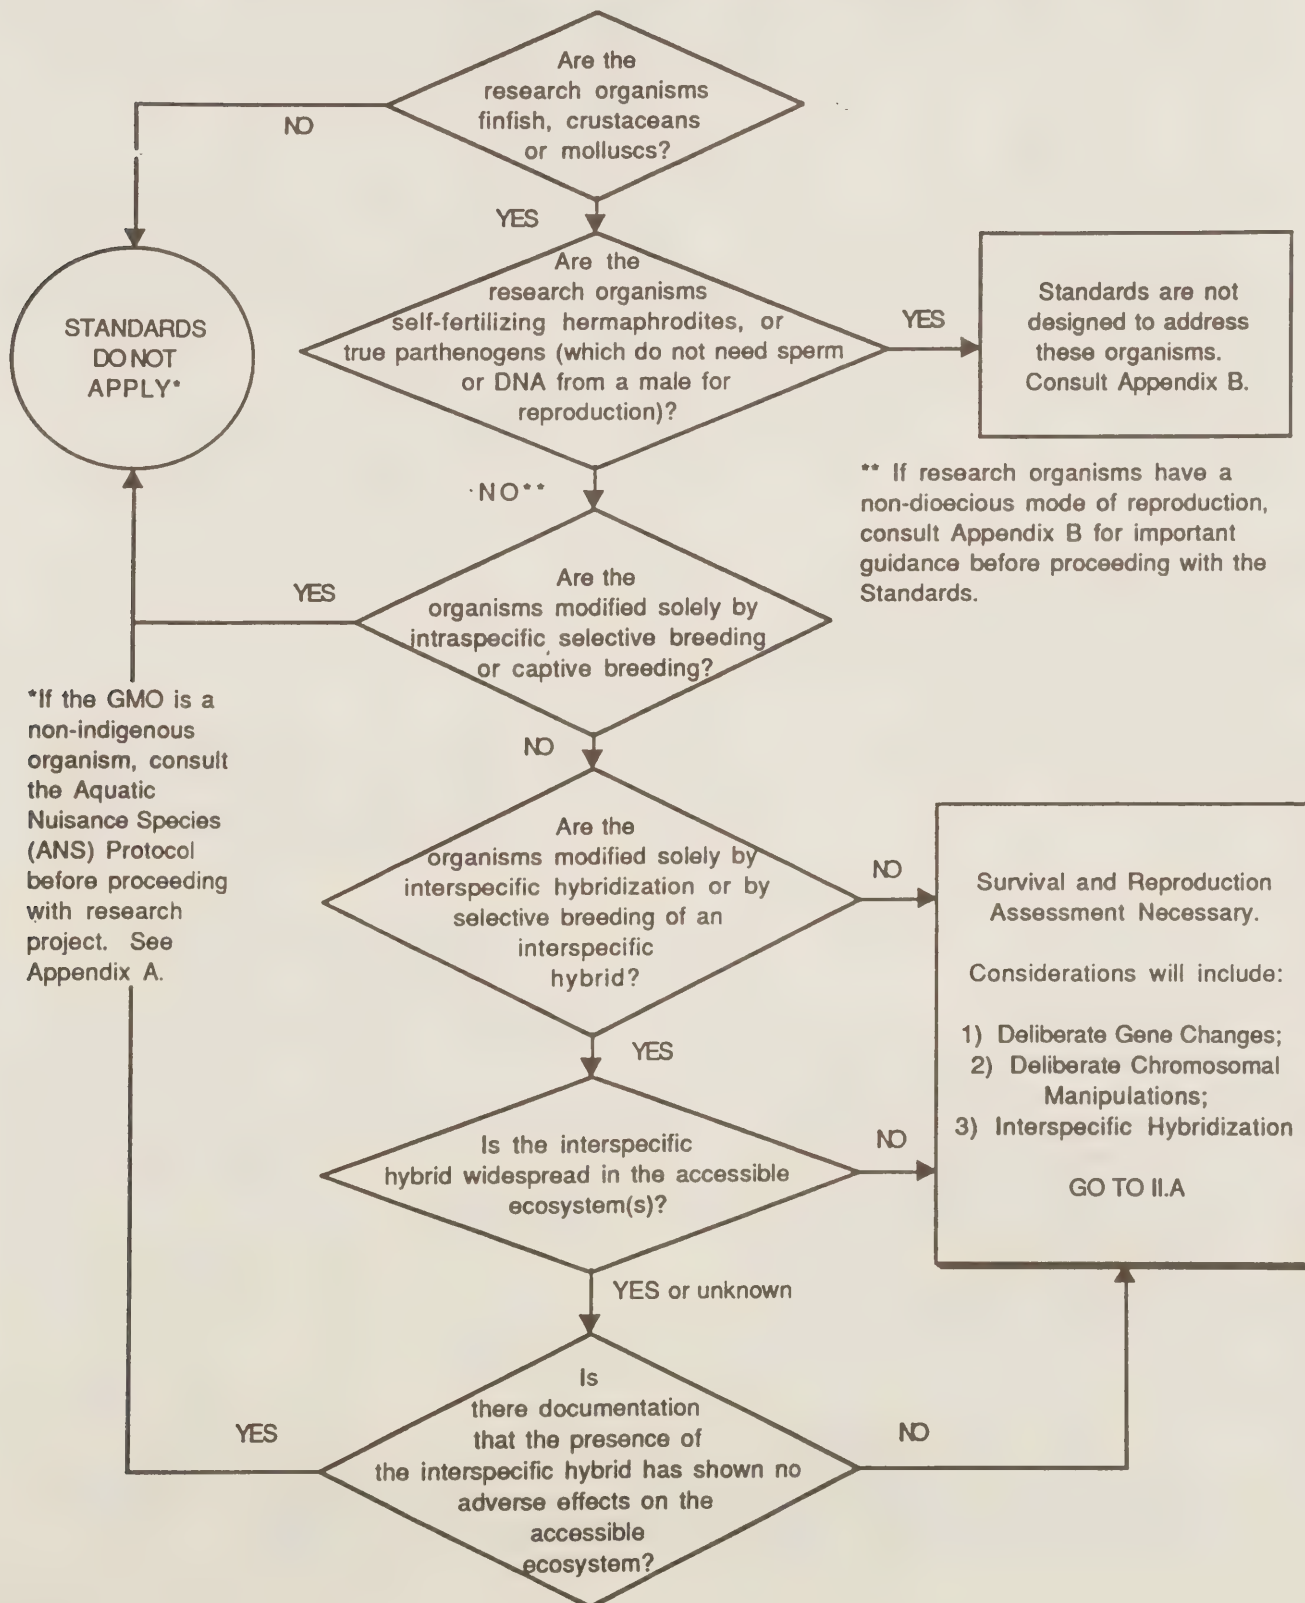 Are the
research organisms
finfish, crustaceans
or molluscs?
NO
YES
STANDARDS
DO NOT
APPLY*
Are the
research organisms
self-fertilizing hermaphrodites, or
true parthenogens (which do not need sperm
or DNA from a male for
reproduction)?
YES
Standards are not
designed to address
these organisms.
Consult Appendix B.
NO**
** If research organisms have a
non-dioecious mode of reproduction,
consult Appendix B for important
guidance before proceeding with the
Standards.
YES
Are the
organisms modified solely by
intraspecific selective breeding
or captive breeding?
*If the GMO is a
non-indigenous
organism, consult
the Aquatic
Nuisance Species
(ANS) Protocol
before proceeding
with research
project. See
Appendix A.
NO
Are the
organisms modified solely by
interspecific hybridization or by
selective breeding of an
interspecific
hybrid?
NO
Survival and Reproduction
Assessment Necessary.
Considerations will include:
1) Deliberate Gene Changes;
2) Deliberate Chromosomal
Manipulations;
3) Interspecific Hybridization
GO TO II.A
YES
Is the interspecific
hybrid widespread in the accessible
ecosystem(s)?
NO
YES or unknown
Is
there documentation
that the presence of
the interspecific hybrid has shown no
adverse effects on the
accessible
ecosystem?
YES
NO